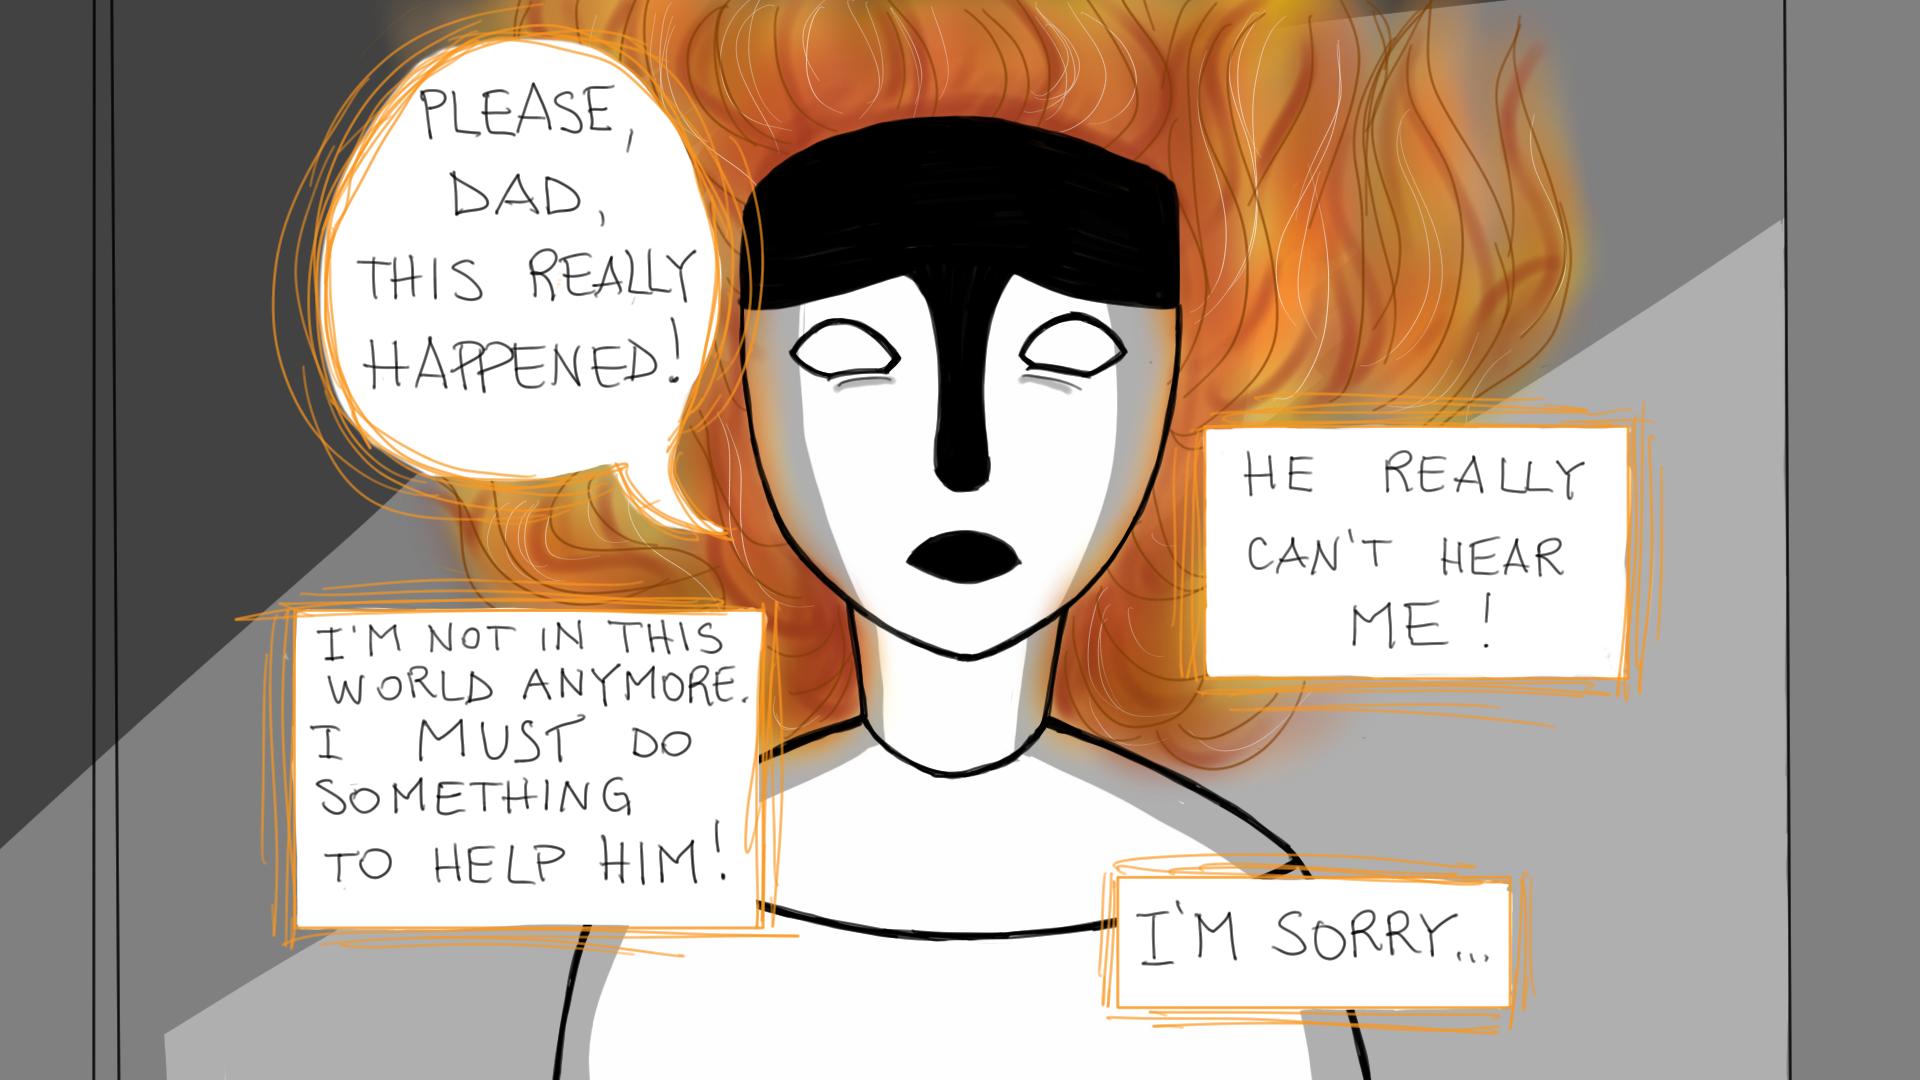 PLEASE,
DAD,
THIS REALLY
HAPPENED!
HE REALLY
CAN'T HEAR
ME!
I'M NOT IN THIS
WORLD ANYMORE.
I MUST DO
SOMETHING
TO HELP HIM!
I'M SORRY...